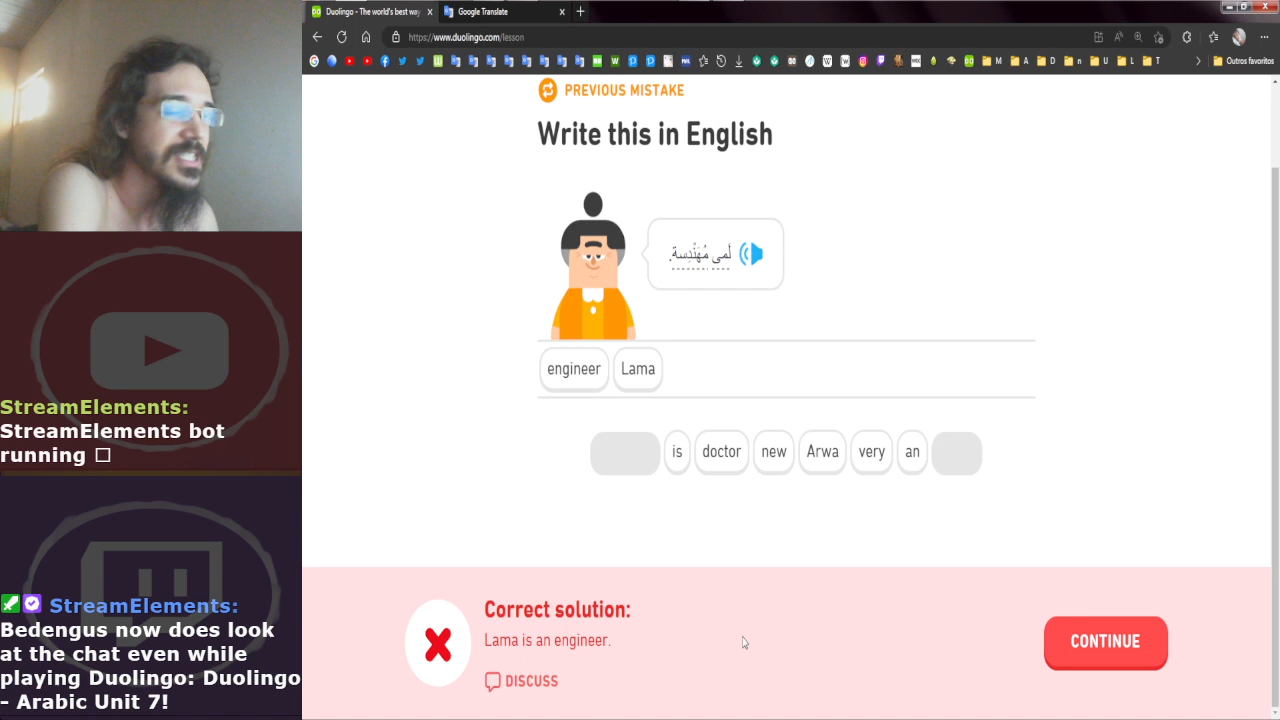 Duolingo - The world's best way
Google Translate
https://www.duolingo.com/lesson
M
A
D
n
U
L
T
Outros favoritos
PREVIOUS MISTAKE
Write this in English
لَمى مُهَنْدِسة.
engineer Lama
is doctor new Arwa very an
Correct solution:
Lama is an engineer.
DISCUSS
CONTINUE
StreamElements:
StreamElements bot
running □
StreamElements:
Bedengus now does look
at the chat even while
playing Duolingo: Duolingo
- Arabic Unit 7!